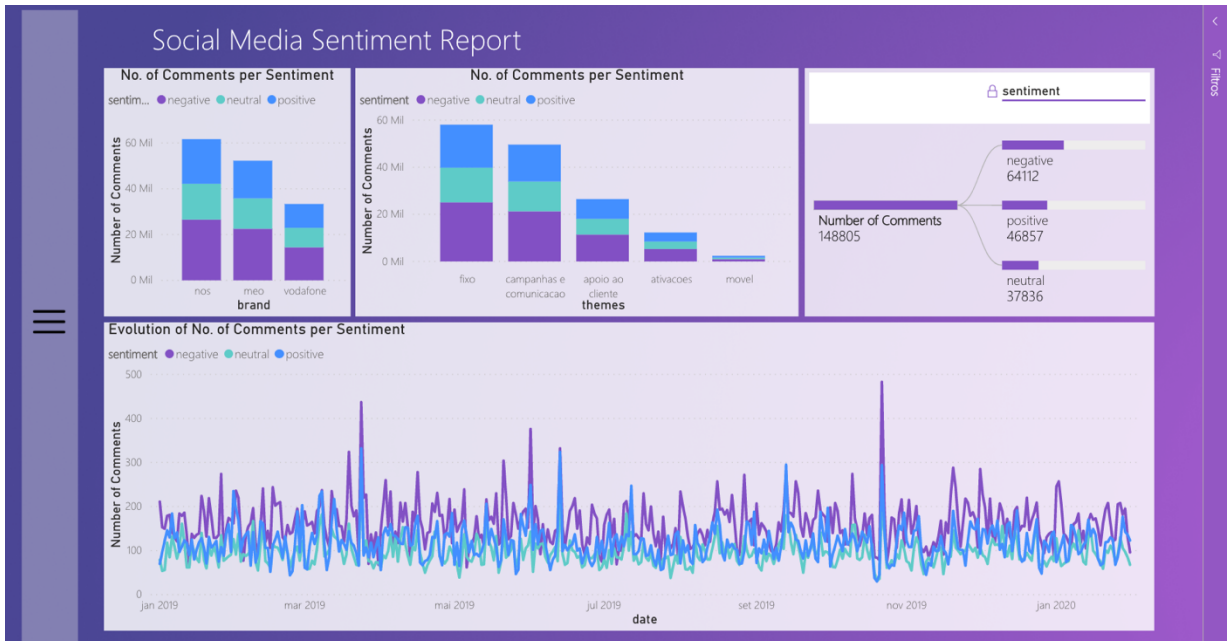 Social Media Sentiment Report
Filtros
No. of Comments per Sentiment
sentim... negative neutral positive
Number of Comments
60 Mil
40 Mil
20 Mil
0 Mil
nos meo vodafone
brand
No. of Comments per Sentiment
sentiment negative neutral positive
Number of Comments
60 Mil
40 Mil
20 Mil
0 Mil
fixo campanhas e comunicacao apoio ao cliente ativacoes movel
themes
sentiment
Number of Comments
148805
negative
64112
positive
46857
neutral
37836
Evolution of No. of Comments per Sentiment
sentiment negative neutral positive
Number of Comments
500
400
300
200
100
0
jan 2019 mar 2019 mai 2019 jul 2019 set 2019 nov 2019 jan 2020
date